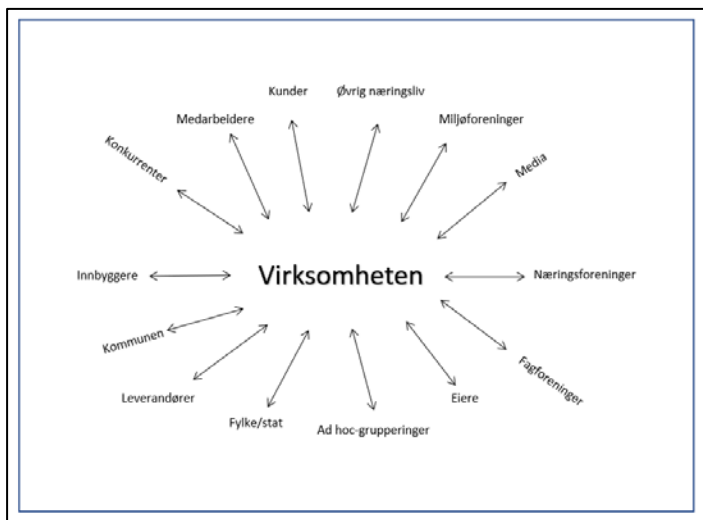 Kunder
Øvrig næringsliv
Medarbeidere
Miljøforeninger
Konkurrenter
Media
Innbyggere
Virksomheten
Næringsforeninger
Kommunen
Fagforeninger
Leverandører
Eiere
Fylke/stat
Ad hoc-grupperinger